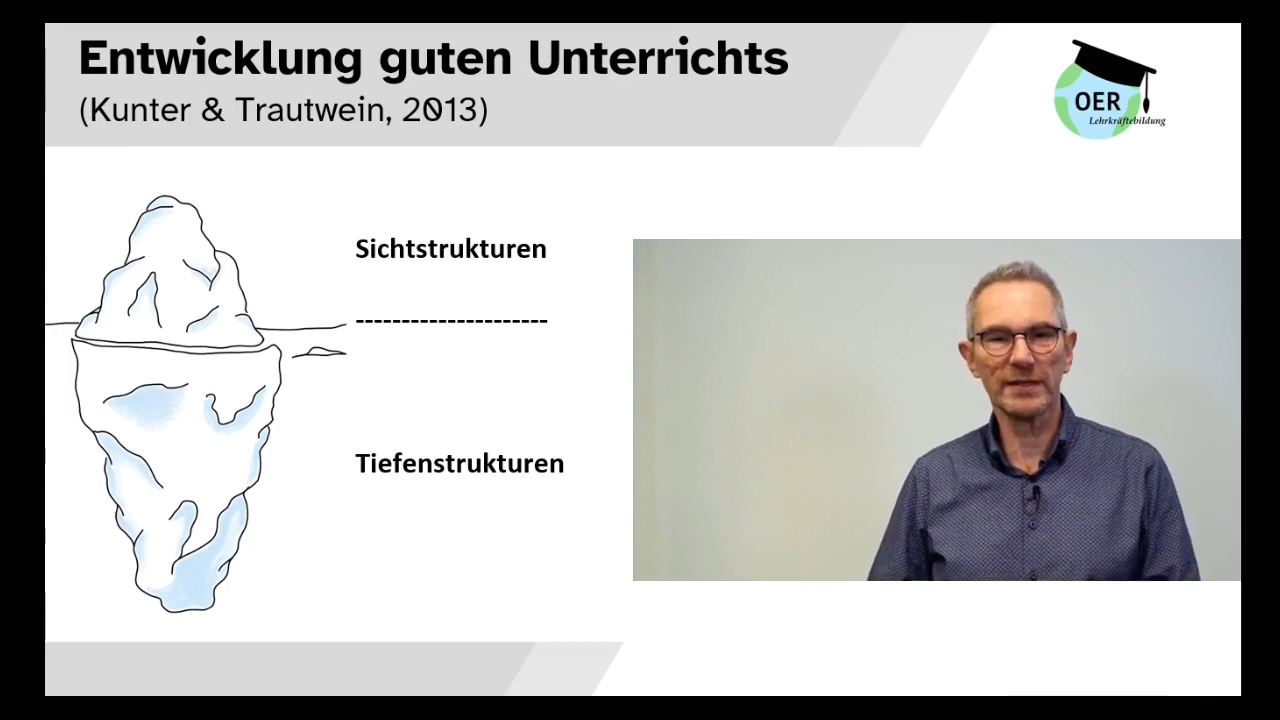 Entwicklung guten Unterrichts
(Kunter & Trautwein, 2013)
OER
Lehrkräftebildung
Sichtstrukturen
---------------------
Tiefenstrukturen